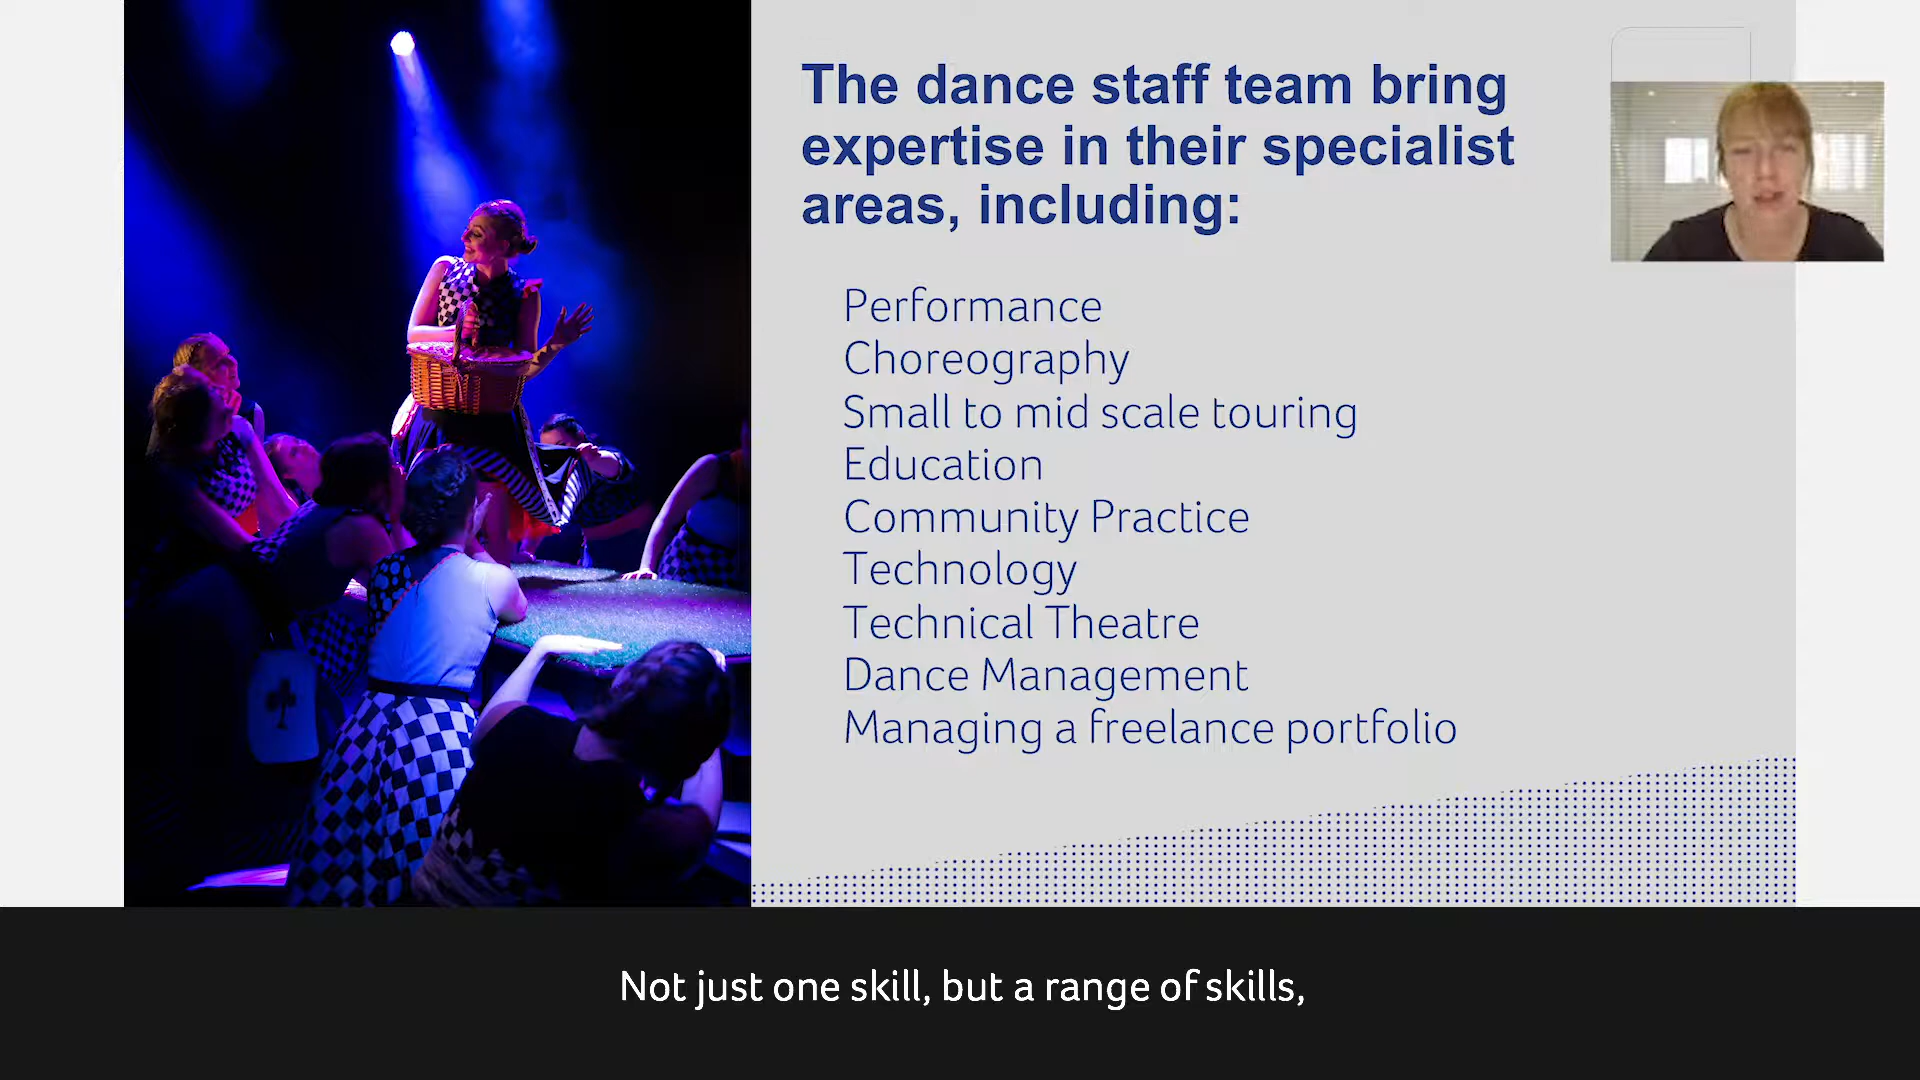 The dance staff team bring
expertise in their specialist
areas, including:
Performance
Choreography
Small to mid scale touring
Education
Community Practice
Technology
Technical Theatre
Dance Management
Managing a freelance portfolio
Not just one skill, but a range of skills,